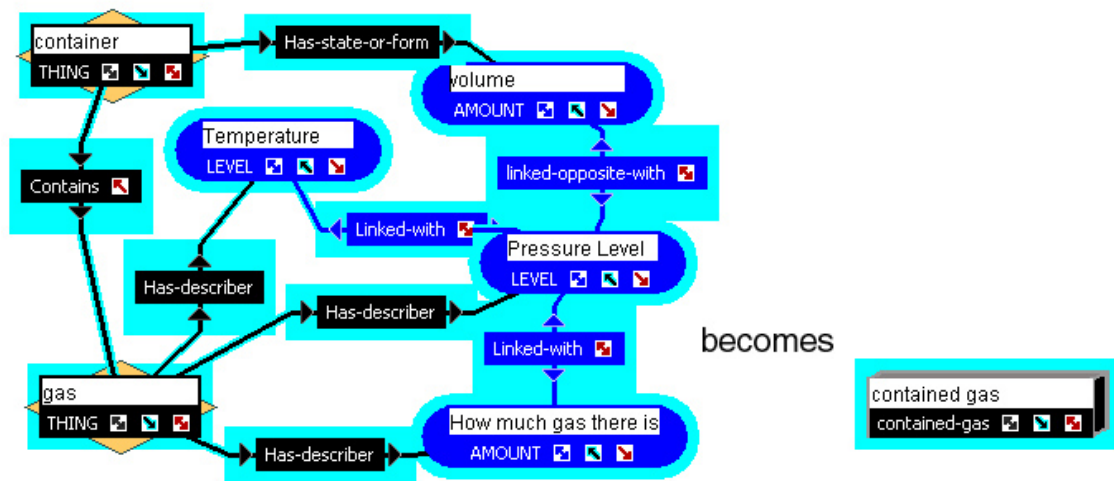 container
THING
Has-state-or-form
volume
AMOUNT
Temperature
LEVEL
linked-opposite-with
Contains
Linked-with
Pressure Level
LEVEL
Has-describer
Has-describer
Linked-with
becomes
gas
THING
How much gas there is
AMOUNT
Has-describer
contained gas
contained-gas